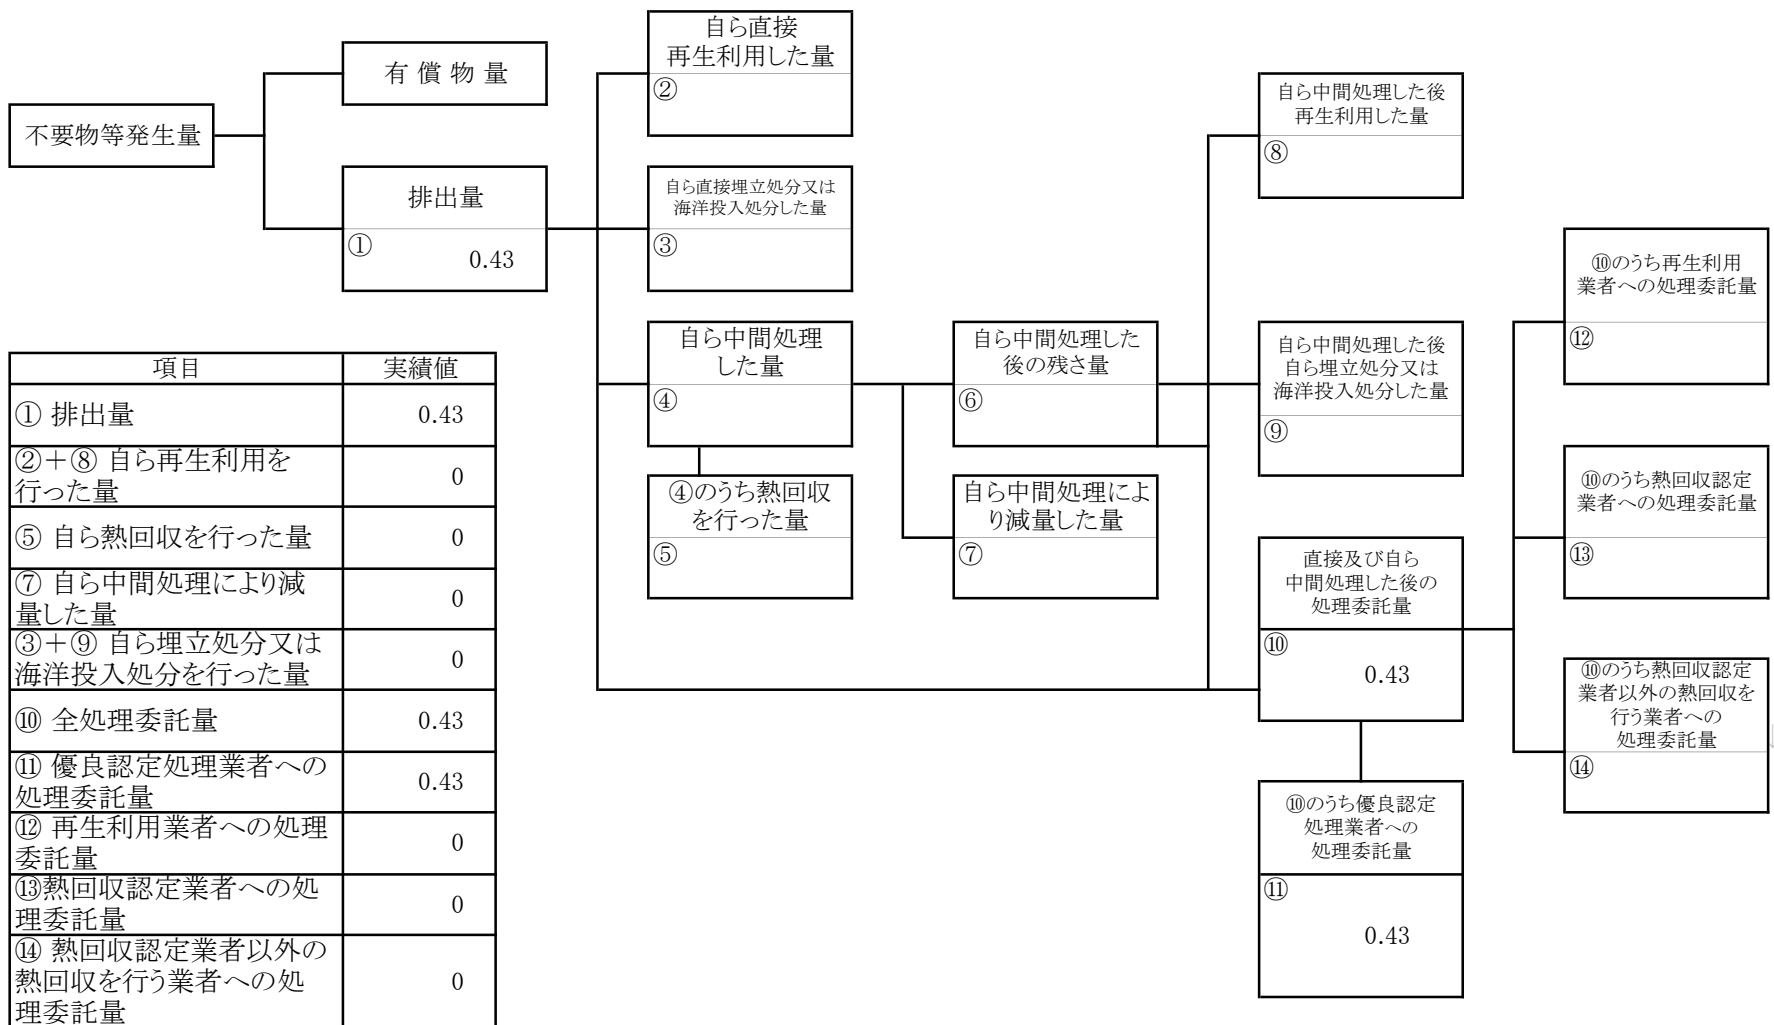 不要物等発生量
有償物量
排出量
①
0.43
自ら直接
再生利用した量
②
自ら直接埋立処分又は
海洋投入処分した量
③
自ら中間処理
した量
④
④のうち熱回収
を行った量
⑤
自ら中間処理した
後の残さ量
⑥
自ら中間処理によ
り減量した量
⑦
自ら中間処理した後
再生利用した量
⑧
自ら中間処理した後
自ら埋立処分又は
海洋投入処分した量
⑨
直接及び自ら
中間処理した後の
処理委託量
⑩
0.43
⑩のうち優良認定
処理業者への
処理委託量
⑪
0.43
⑩のうち再生利用
業者への処理委託量
⑫
⑩のうち熱回収認定
業者への処理委託量
⑬
⑩のうち熱回収認定
業者以外の熱回収を
行う業者への
処理委託量
⑭
項目 実績値
① 排出量 0.43
②＋⑧ 自ら再生利用を
行った量 0
⑤ 自ら熱回収を行った量 0
⑦ 自ら中間処理により減
量した量 0
③＋⑨ 自ら埋立処分又は
海洋投入処分を行った量 0
⑩ 全処理委託量 0.43
⑪ 優良認定処理業者への
処理委託量 0.43
⑫ 再生利用業者への処理
委託量 0
⑬熱回収認定業者への処
理委託量 0
⑭ 熱回収認定業者以外の
熱回収を行う業者への処
理委託量 0